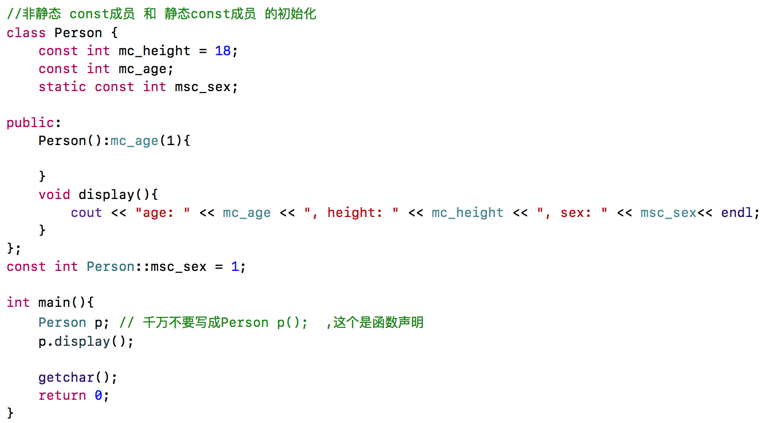 //非静态 const成员 和 静态const成员 的初始化
class Person {
    const int mc_height = 18;
    const int mc_age;
    static const int msc_sex;

public:
    Person():mc_age(1){

    }
    void display(){
        cout << "age: " << mc_age << ", height: " << mc_height << ", sex: " << msc_sex<< endl;
    }
};
const int Person::msc_sex = 1;

int main(){
    Person p; // 千万不要写成Person p();  ,这个是函数声明
    p.display();

    getchar();
    return 0;
}